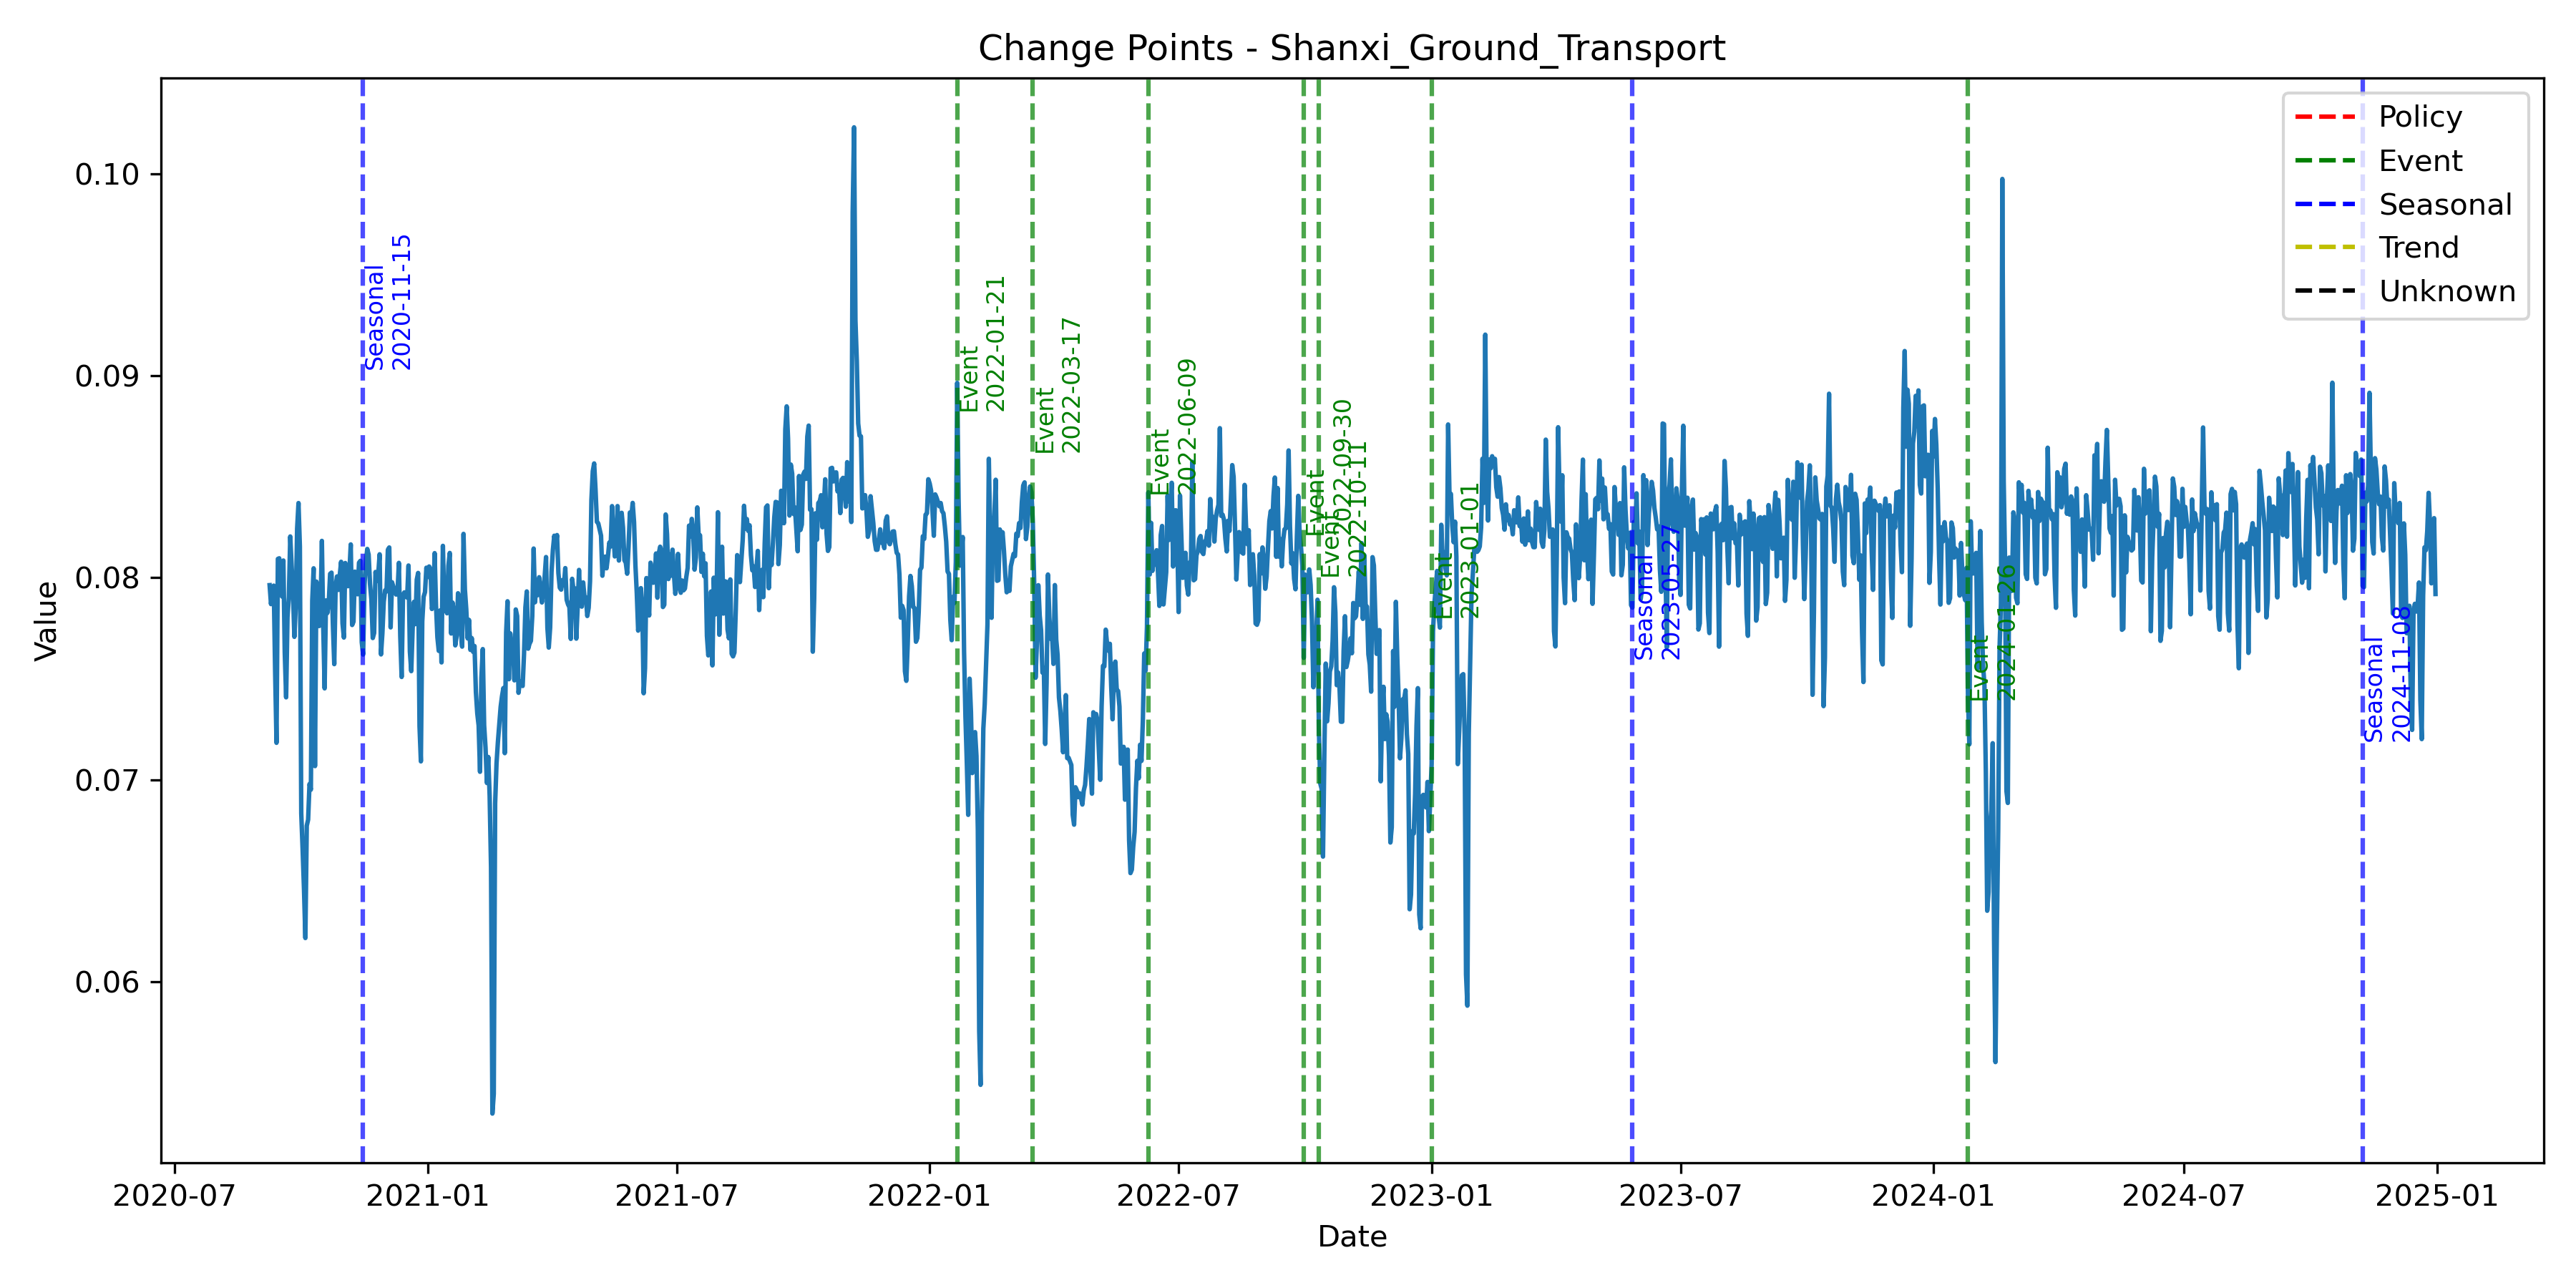 Change Points - Shanxi_Ground_Transport
Value
0.10
0.09
0.08
0.07
0.06
Seasonal
2020-11-15
Event
2022-01-21
Event
2022-03-17
Event
2022-06-09
Event
2022-09-30
Event
2022-10-11
Event
2023-01-01
Seasonal
2023-05-27
Event
2024-01-26
Seasonal
2024-11-08
Policy
Event
Seasonal
Trend
Unknown
2020-07
2021-01
2021-07
2022-01
2022-07
2023-01
2023-07
2024-01
2024-07
2025-01
Date